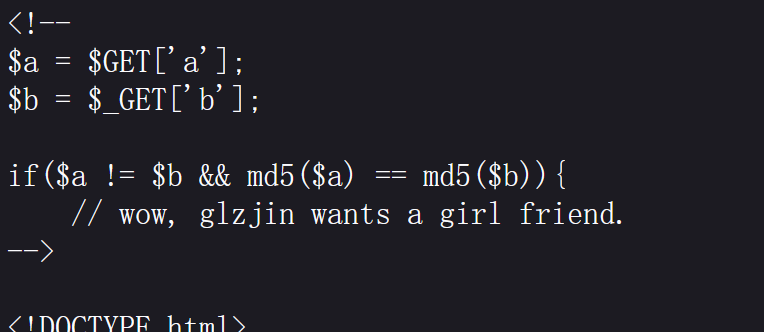 <!--
$a = $GET['a'];
$b = $_GET['b'];
if($a != $b && md5($a) == md5($b)){
// wow, glzjin wants a girl friend.
-->
<!DOCTYPE html>